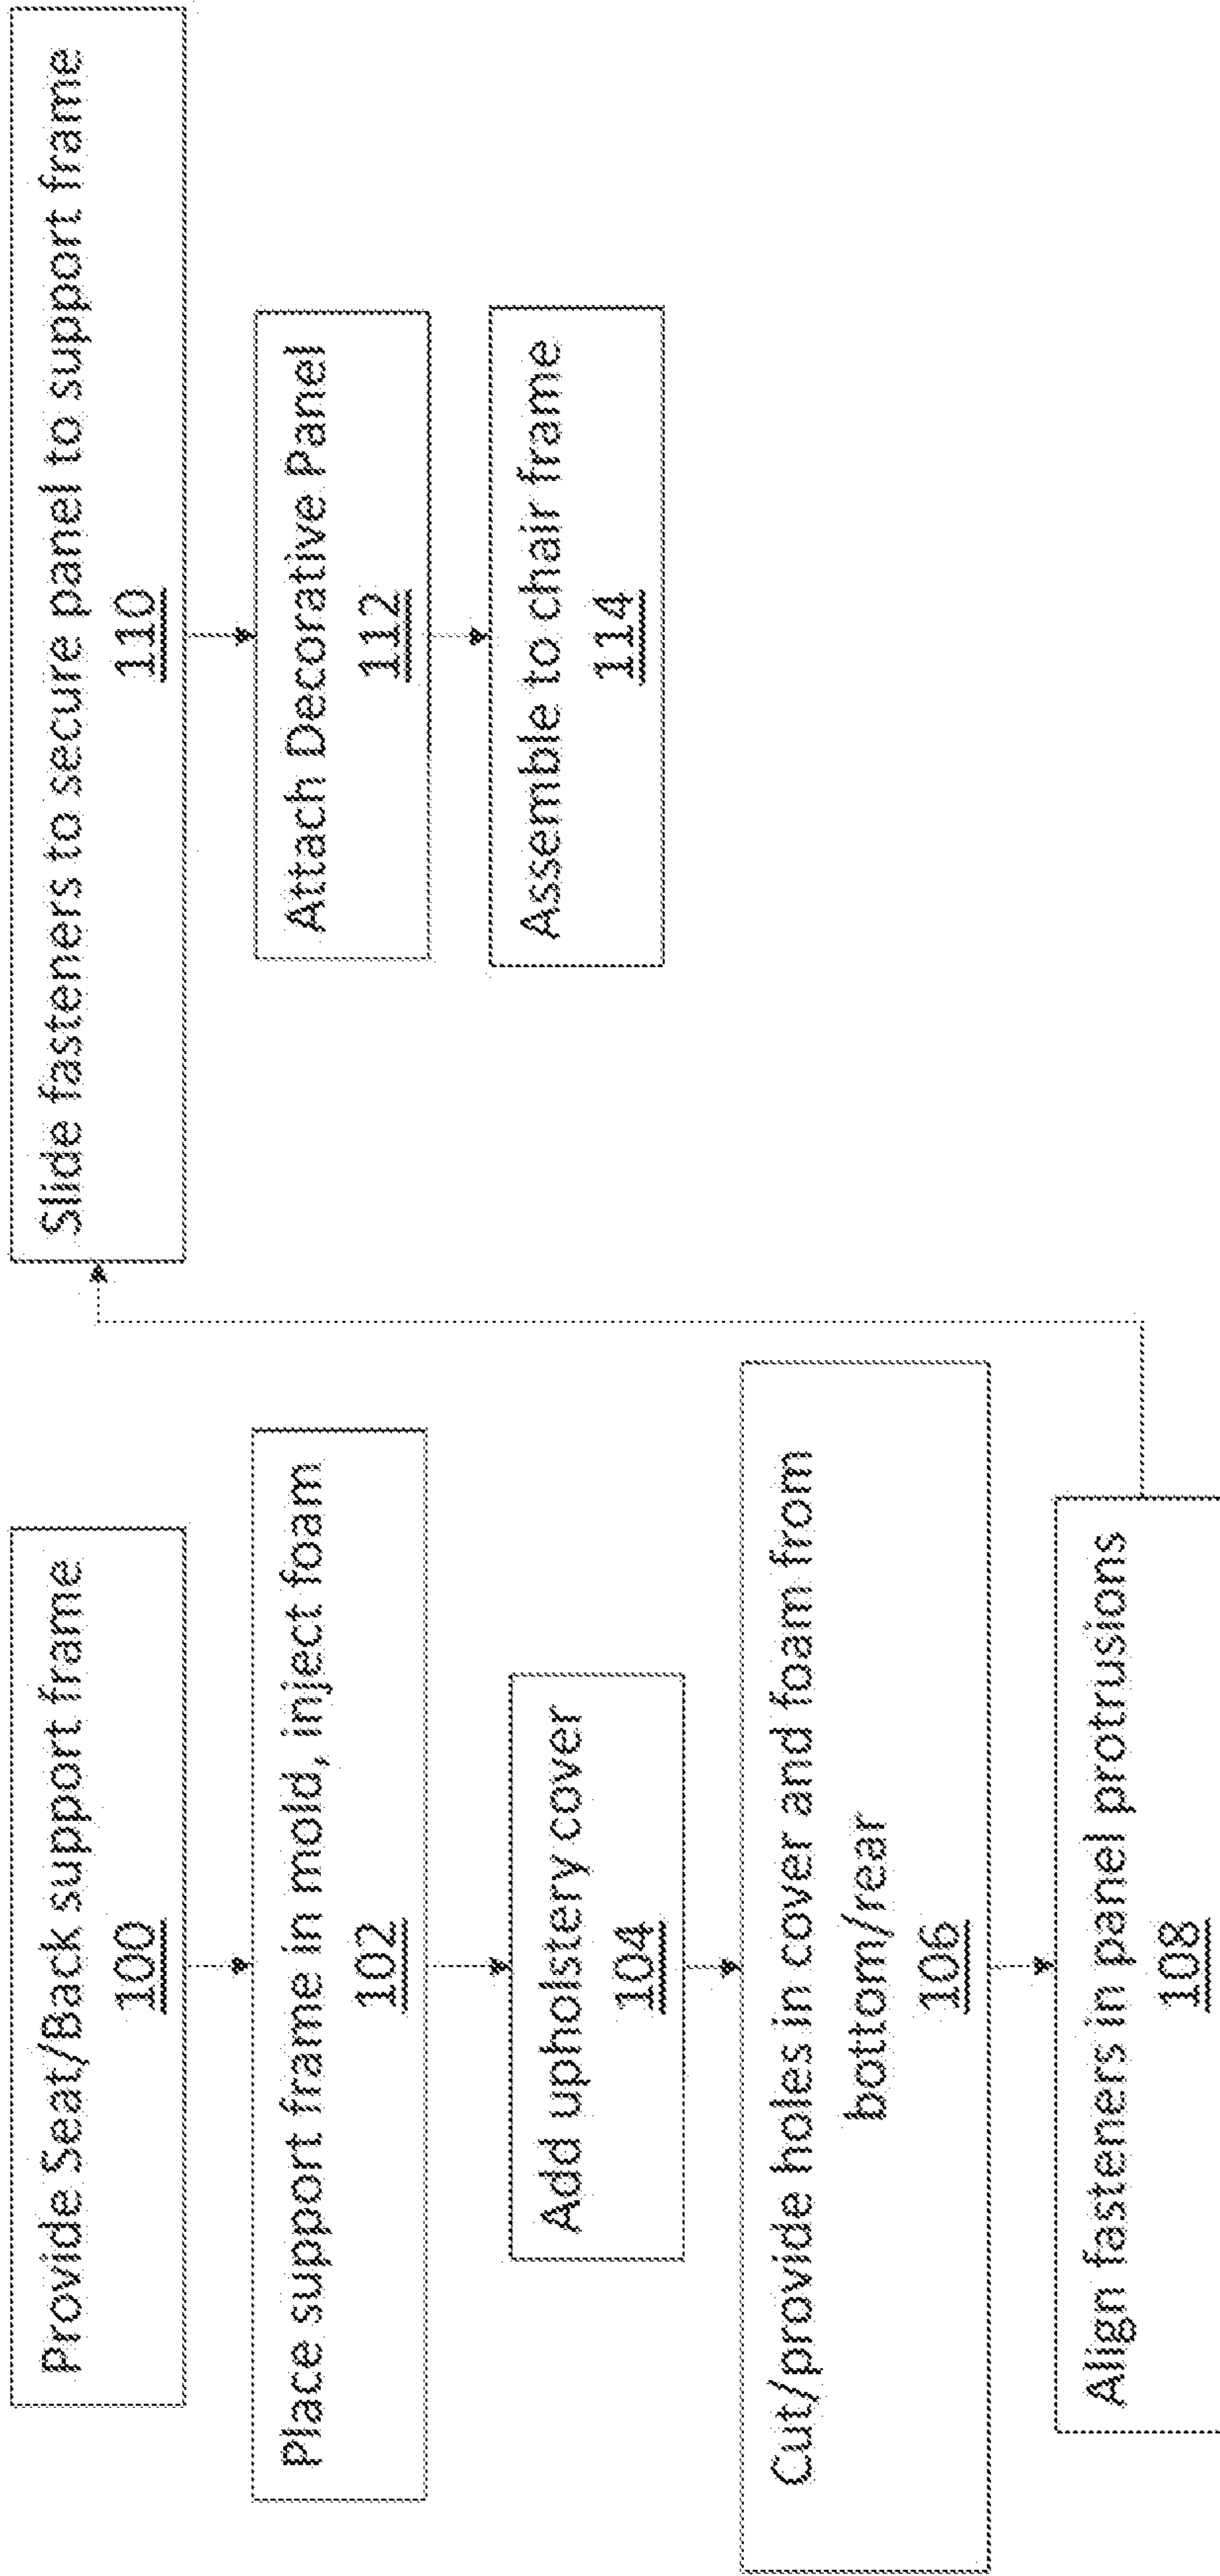 Provide Seat/Back support frame
100
Place support frame in mold, inject foam
102
Add upholstery cover
104
Cut/provide holes in cover and foam from
bottom/rear
106
Align fasteners in panel protrusions
108
Slide fasteners to secure panel to support frame
110
Attach Decorative Panel
112
Assemble to chair frame
114